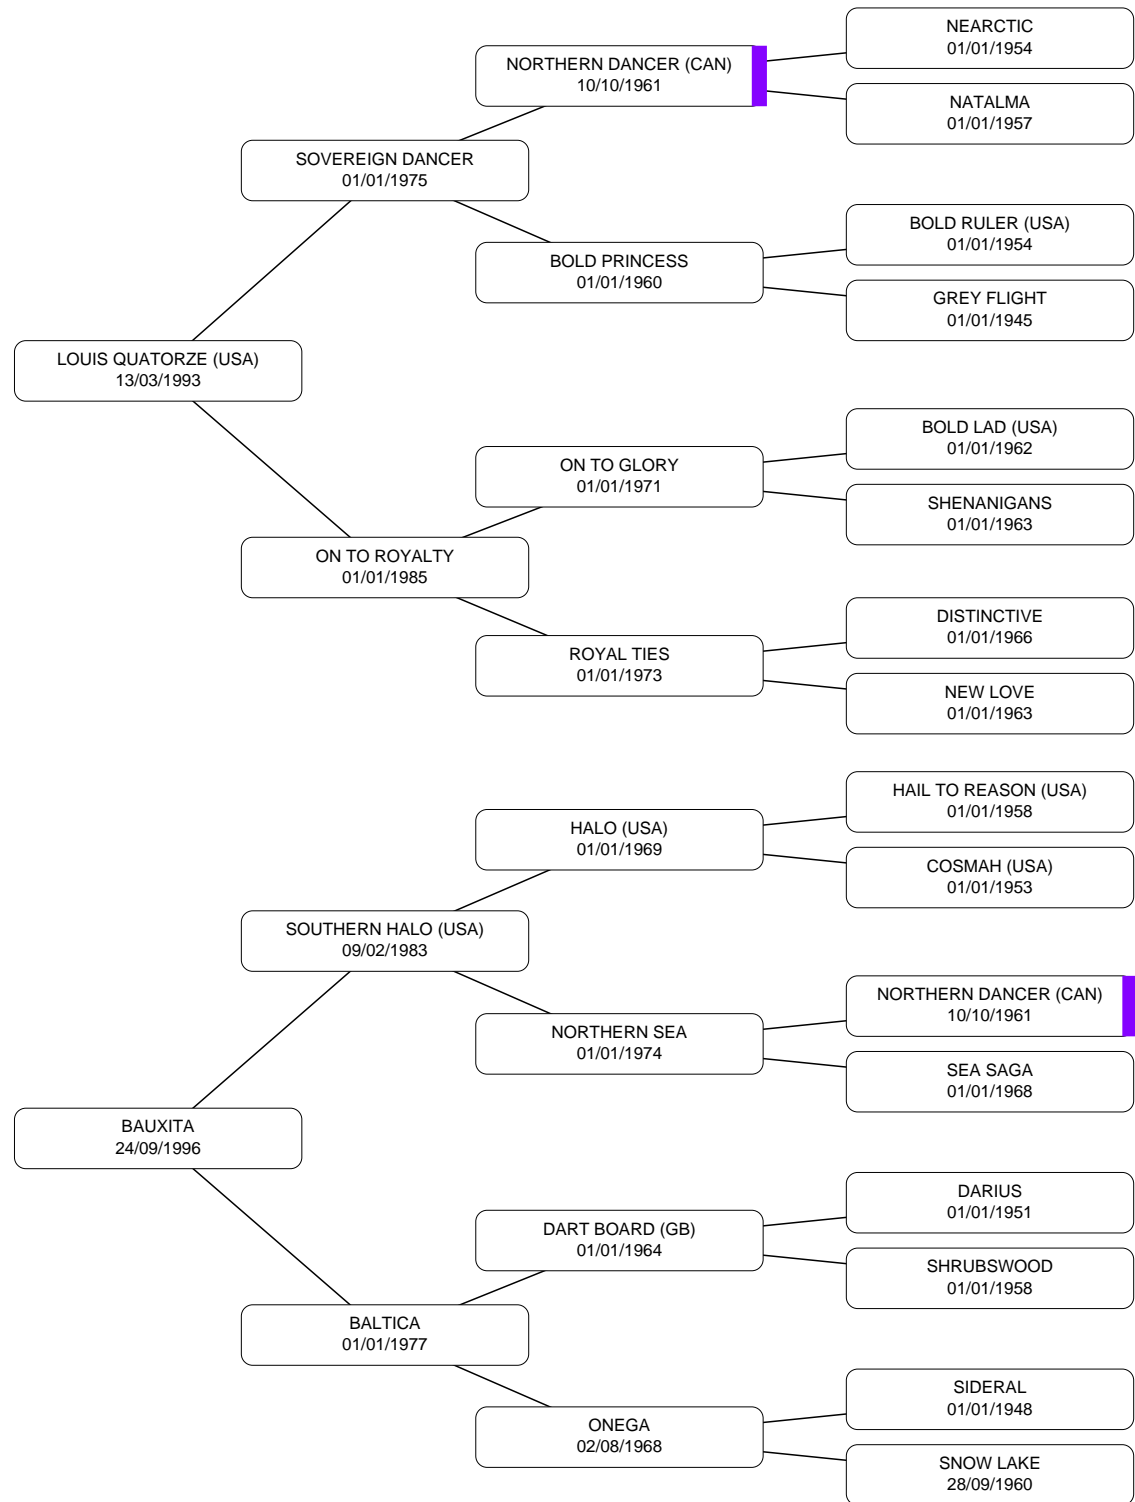 NEARCTIC
01/01/1954
NORTHERN DANCER (CAN)
10/10/1961
NATALMA
01/01/1957
SOVEREIGN DANCER
01/01/1975
BOLD RULER (USA)
01/01/1954
BOLD PRINCESS
01/01/1960
GREY FLIGHT
01/01/1945
LOUIS QUATORZE (USA)
13/03/1993
BOLD LAD (USA)
01/01/1962
ON TO GLORY
01/01/1971
SHENANIGANS
01/01/1963
ON TO ROYALTY
01/01/1985
DISTINCTIVE
01/01/1966
ROYAL TIES
01/01/1973
NEW LOVE
01/01/1963
HAIL TO REASON (USA)
01/01/1958
HALO (USA)
01/01/1969
COSMAH (USA)
01/01/1953
SOUTHERN HALO (USA)
09/02/1983
NORTHERN DANCER (CAN)
10/10/1961
NORTHERN SEA
01/01/1974
SEA SAGA
01/01/1968
BAUXITA
24/09/1996
DARIUS
01/01/1951
DART BOARD (GB)
01/01/1964
SHRUBSWOOD
01/01/1958
BALTICA
01/01/1977
SIDERAL
01/01/1948
ONEGA
02/08/1968
SNOW LAKE
28/09/1960